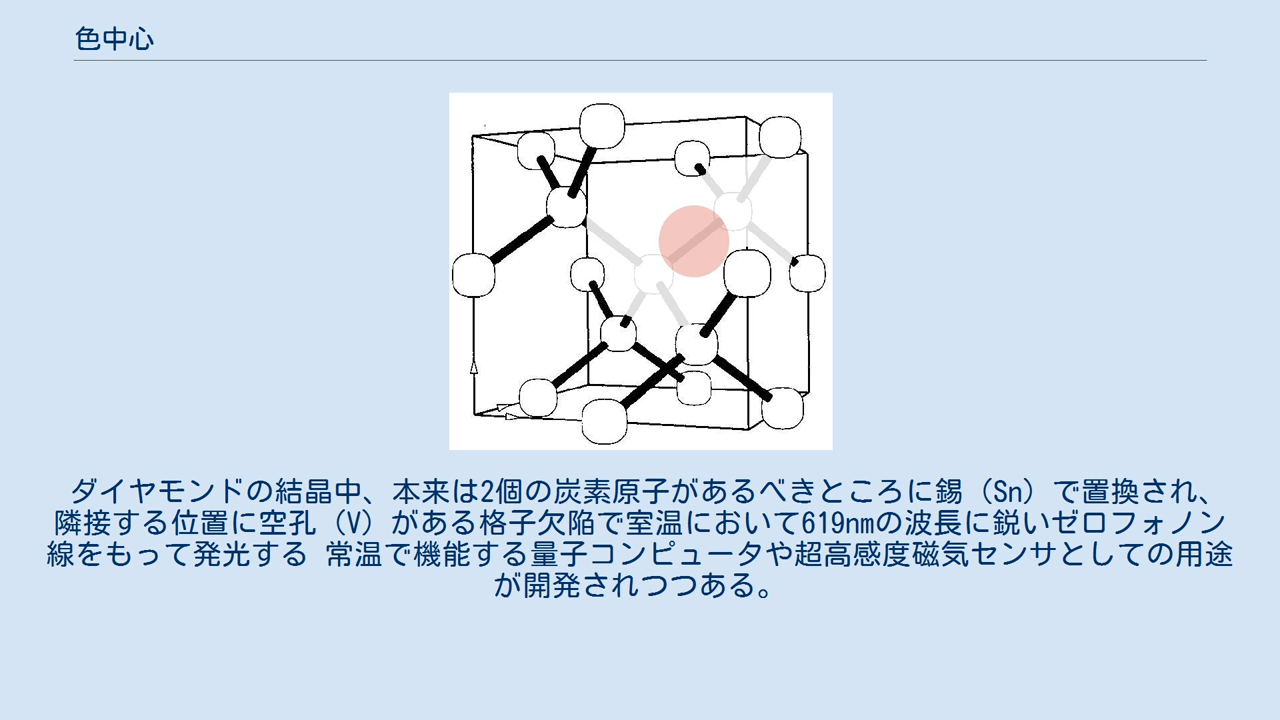 色中心
ダイヤモンドの結晶中、本来は2個の炭素原子があるべきところに錫（Sn）で置換され、
隣接する位置に空孔（V）がある格子欠陥で室温において619nmの波長に鋭いゼロフォノン
線をもって発光する 常温で機能する量子コンピュータや超高感度磁気センサとしての用途
が開発されつつある。